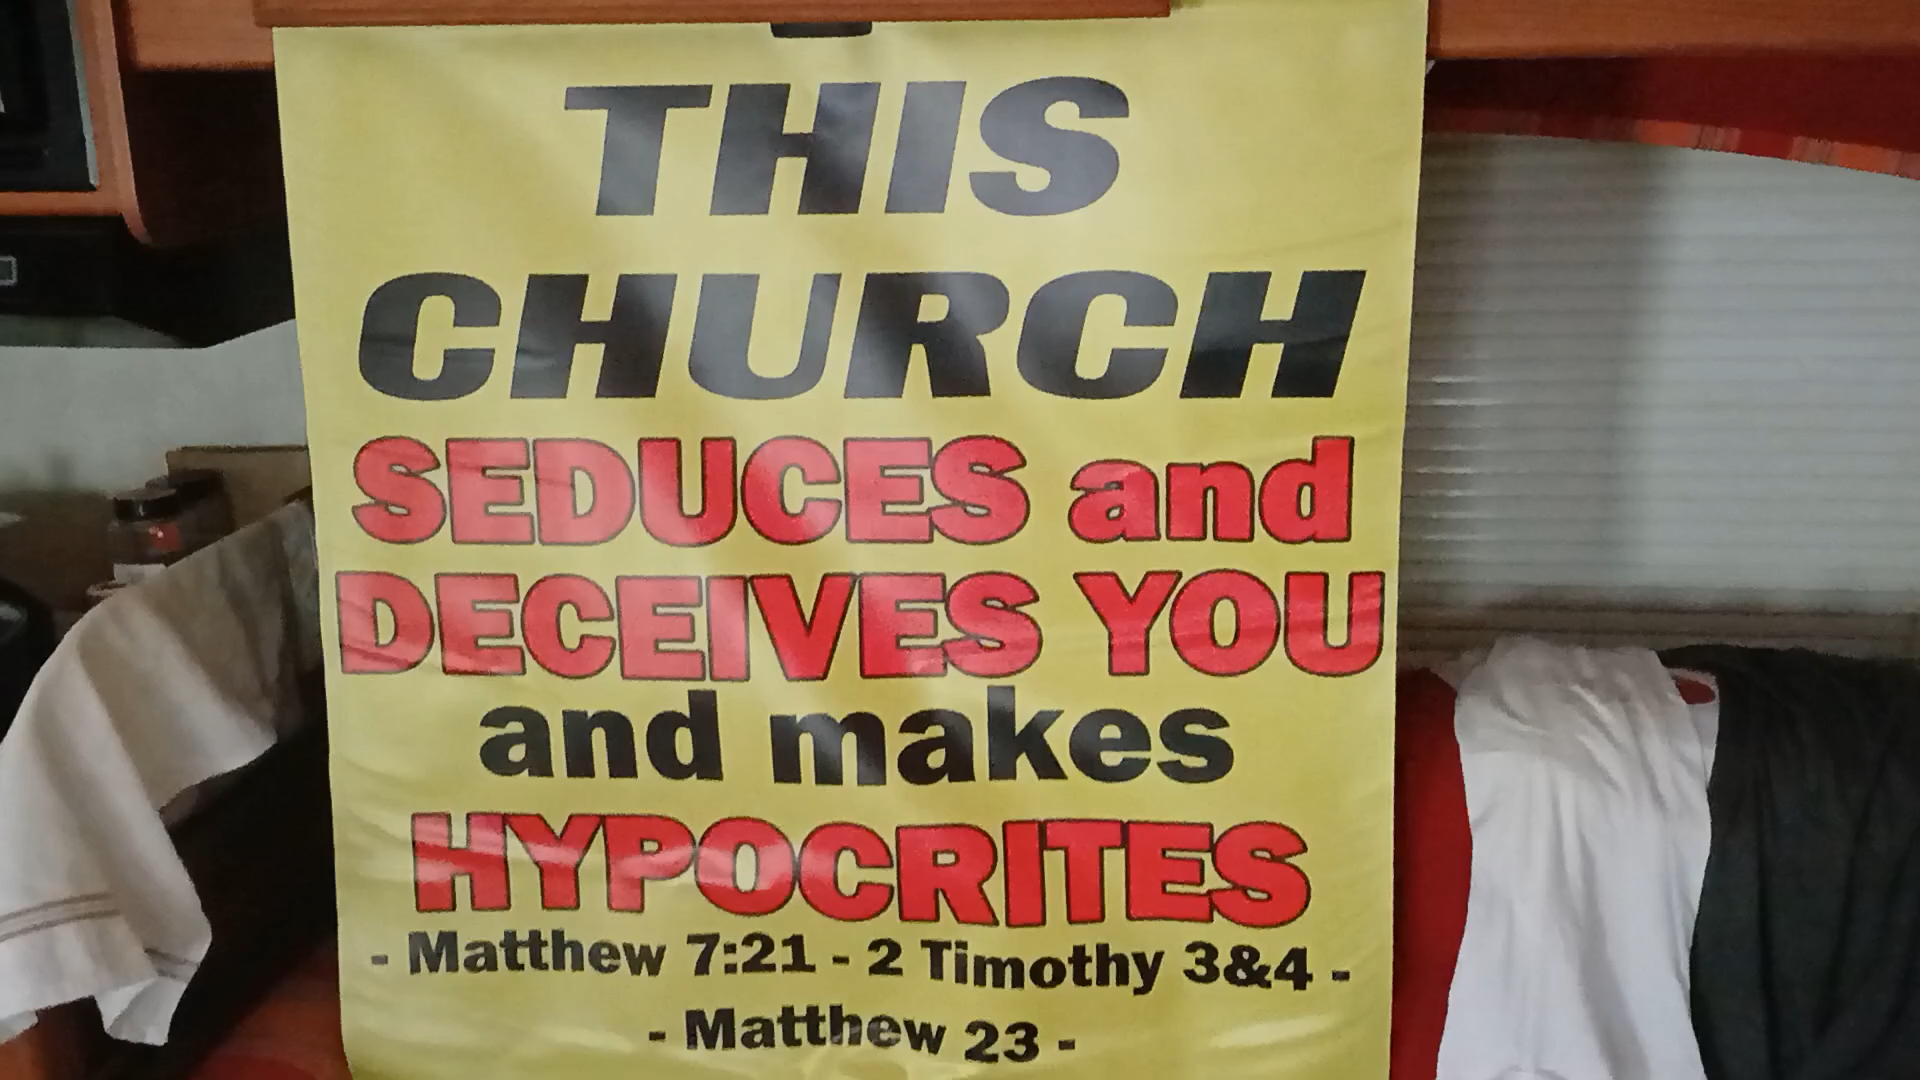 THIS
CHURCH
SEDUCES and
DECEIVES YOU
and makes
HYPOCRITES
- Matthew 7:21 - 2 Timothy 3&4 -
- Matthew 23 -